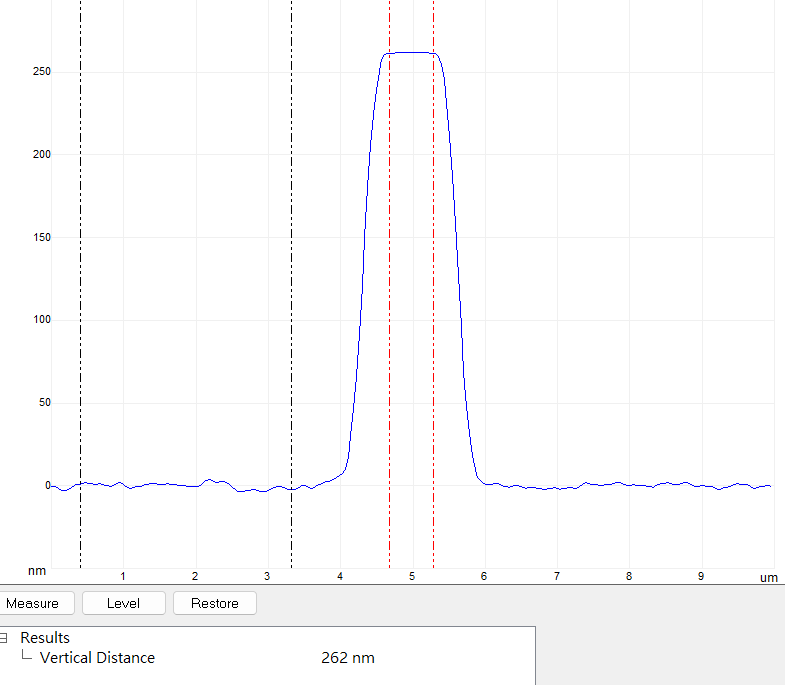 250
200
150
100
50
0
nm
1 2 3 4 5 6 7 8 9 um
Measure Level Restore
Results
Vertical Distance 262 nm